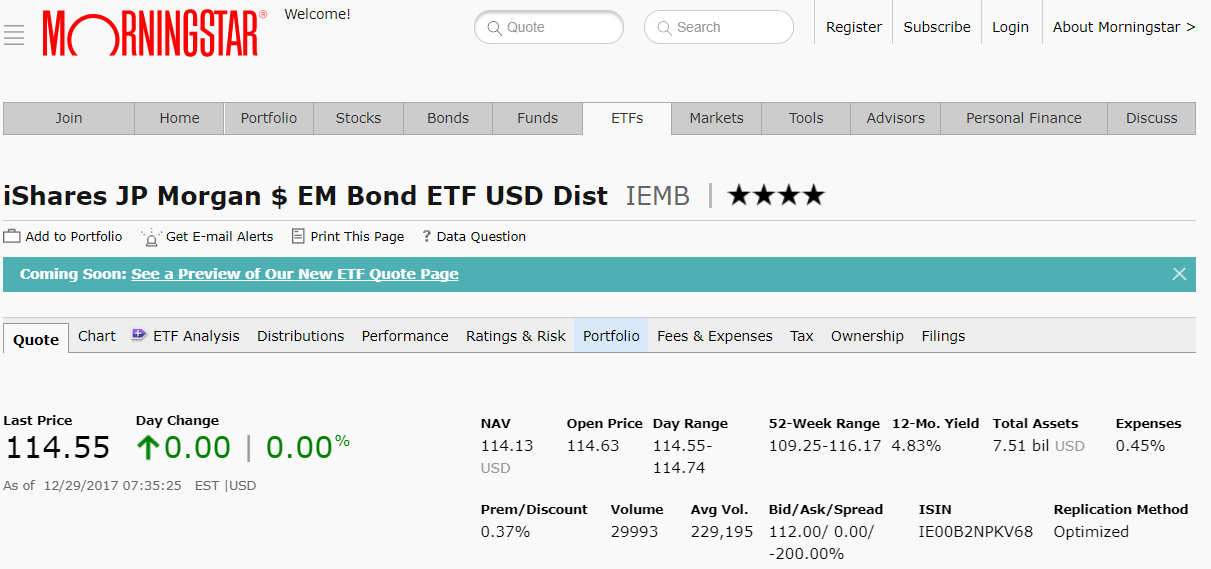 MORNINGSTAR® Welcome! Quote Search Register Subscribe Login About Morningstar >
Join Home Portfolio Stocks Bonds Funds ETFs Markets Tools Advisors Personal Finance Discuss
iShares JP Morgan $ EM Bond ETF USD Dist IEMB | ★★★★
Add to Portfolio Get E-mail Alerts Print This Page ? Data Question
Coming Soon: See a Preview of Our New ETF Quote Page
Quote Chart ETF Analysis Distributions Performance Ratings & Risk Portfolio Fees & Expenses Tax Ownership Filings
Last Price Day Change
114.55 0.00 | 0.00%
As of 12/29/2017 07:35:25 EST |USD
NAV Open Price Day Range 52-Week Range 12-Mo. Yield Total Assets Expenses
114.13 114.63 114.55- 109.25-116.17 4.83% 7.51 bil USD 0.45%
USD 114.74
Prem/Discount Volume Avg Vol. Bid/Ask/Spread ISIN Replication Method
0.37% 29993 229,195 112.00/ 0.00/ IE00B2NPKV68 Optimized
-200.00%